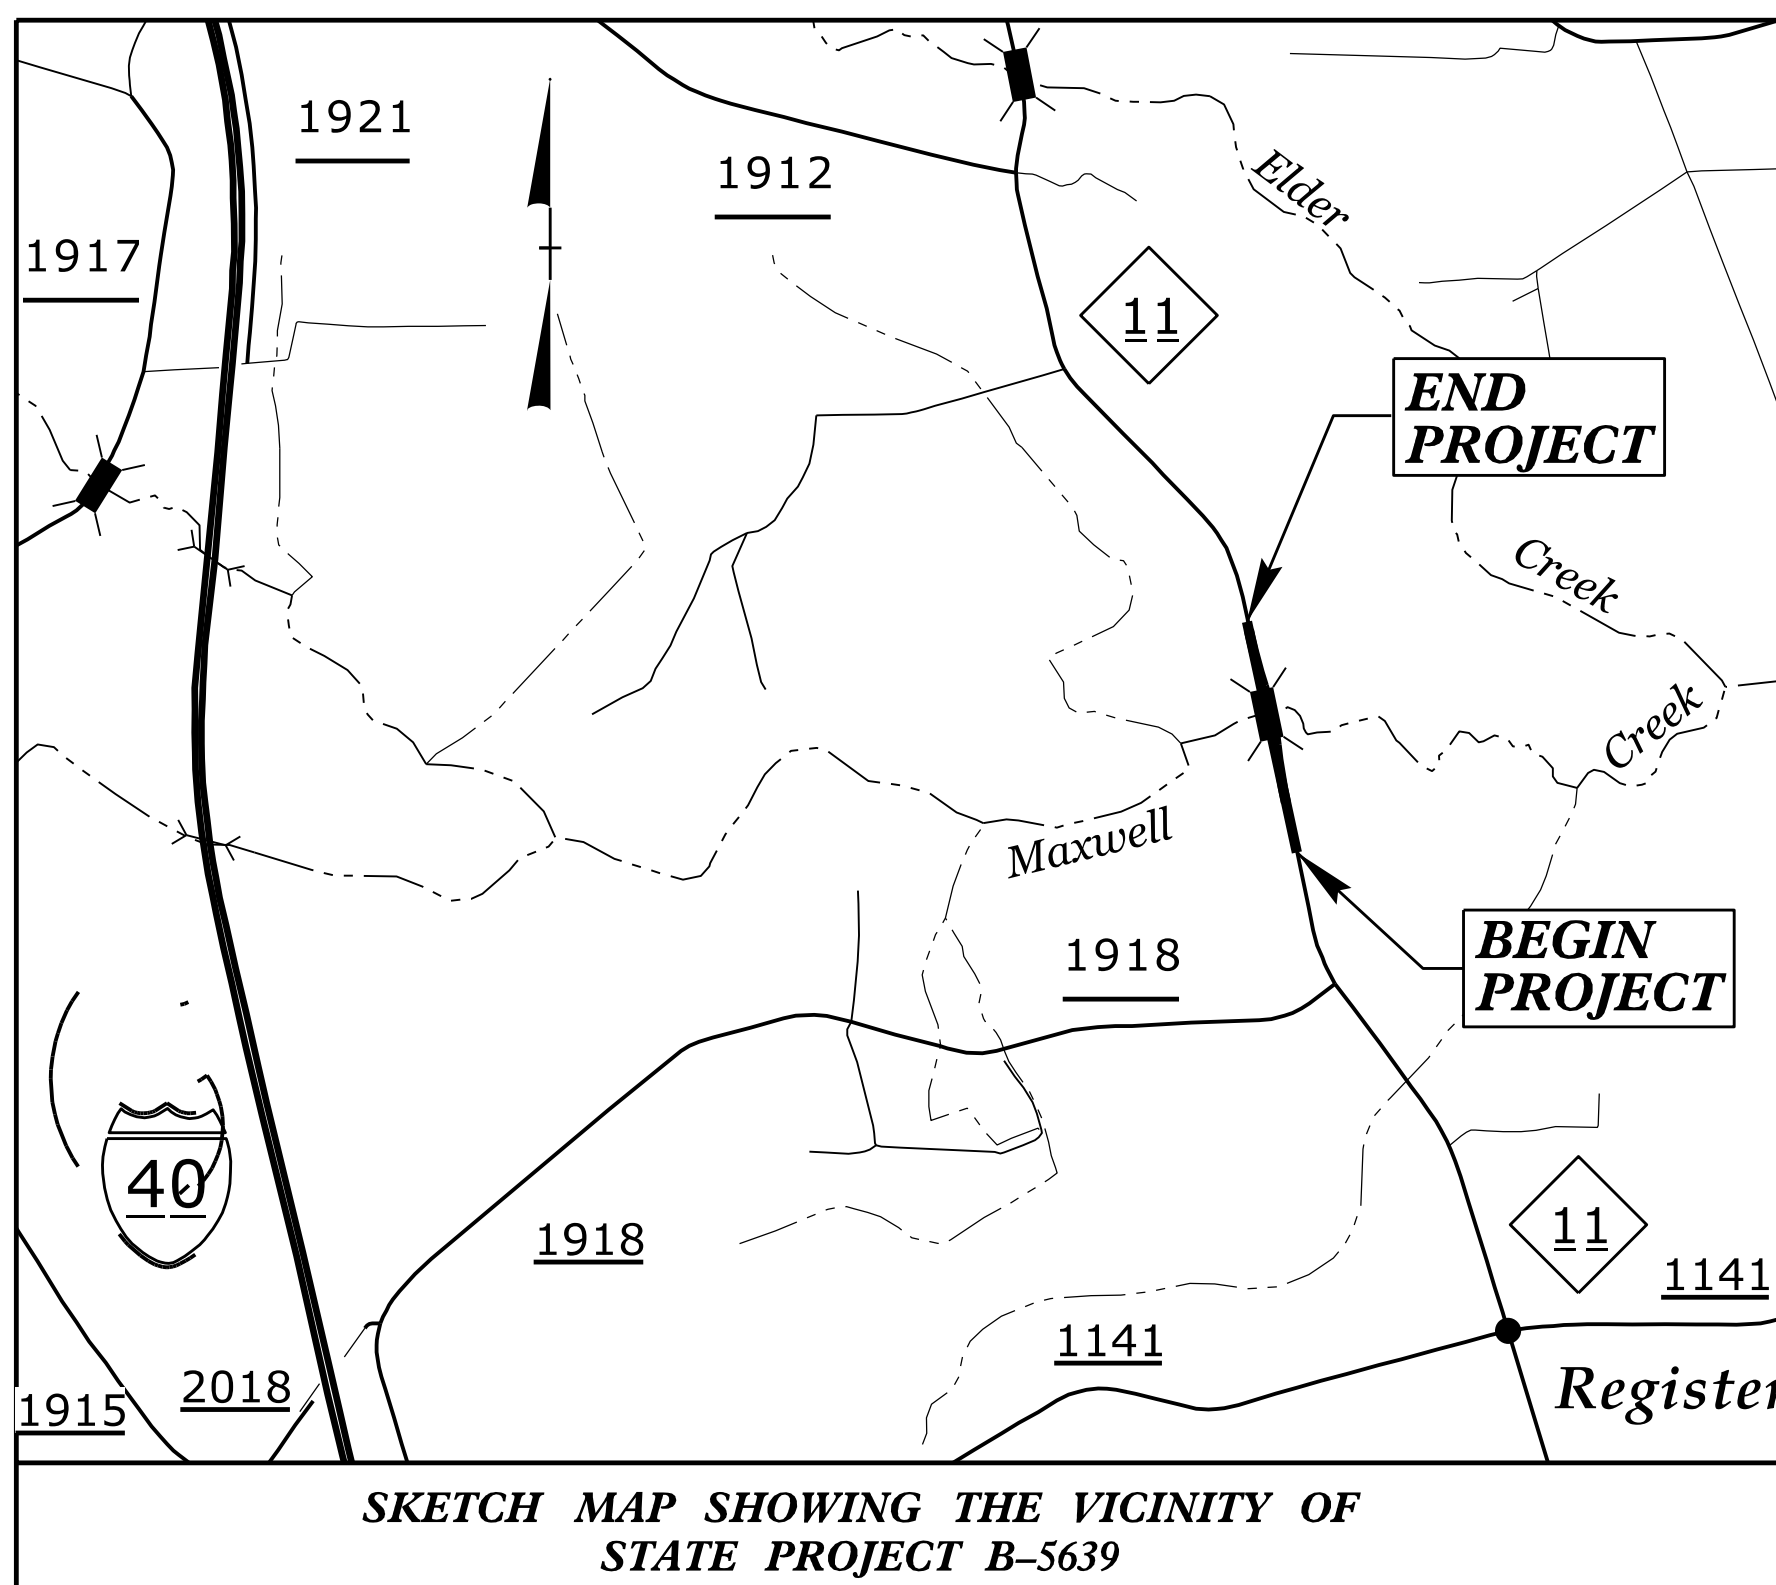 1921
1912
Elder
1917
11
END
PROJECT
Creek
Creek
Maxwell
1918
BEGIN
PROJECT
40
1918
11
1141
1141
2018
1915
Register
SKETCH MAP SHOWING THE VICINITY OF
STATE PROJECT B–5639